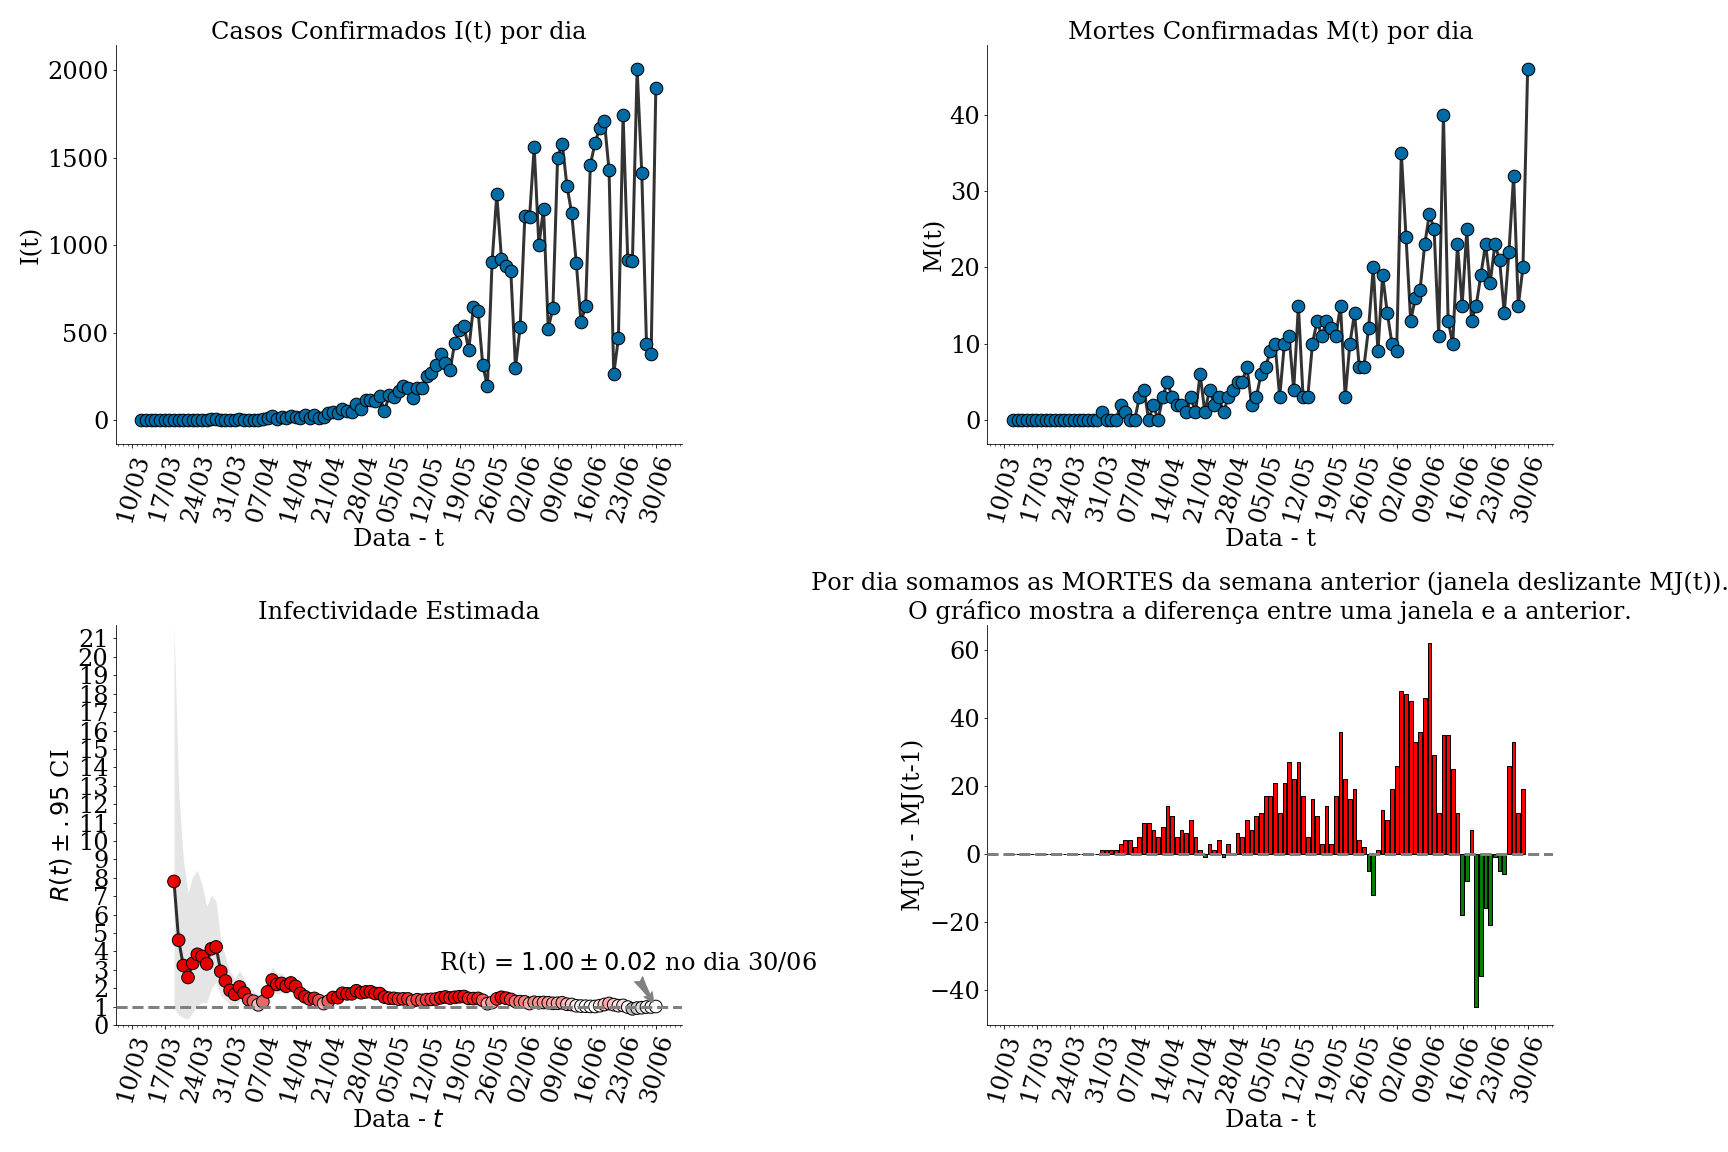 Casos Confirmados I(t) por dia
I(t)
2000
1500
1000
500
0
10/03 17/03 24/03 31/03 07/04 14/04 21/04 28/04 05/05 12/05 19/05 26/05 02/06 09/06 16/06 23/06 30/06
Data - t
Mortes Confirmadas M(t) por dia
M(t)
40
30
20
10
0
10/03 17/03 24/03 31/03 07/04 14/04 21/04 28/04 05/05 12/05 19/05 26/05 02/06 09/06 16/06 23/06 30/06
Data - t
Infectividade Estimada
R(t) ± .95 CI
21
20
19
18
17
16
15
14
13
12
11
10
9
8
7
6
5
4
3
2
1
0
R(t) = 1.00 ± 0.02 no dia 30/06
10/03 17/03 24/03 31/03 07/04 14/04 21/04 28/04 05/05 12/05 19/05 26/05 02/06 09/06 16/06 23/06 30/06
Data - t
Por dia somamos as MORTES da semana anterior (janela deslizante MJ(t)).
O gráfico mostra a diferença entre uma janela e a anterior.
MJ(t) - MJ(t-1)
60
40
20
0
−20
−40
10/03 17/03 24/03 31/03 07/04 14/04 21/04 28/04 05/05 12/05 19/05 26/05 02/06 09/06 16/06 23/06 30/06
Data - t